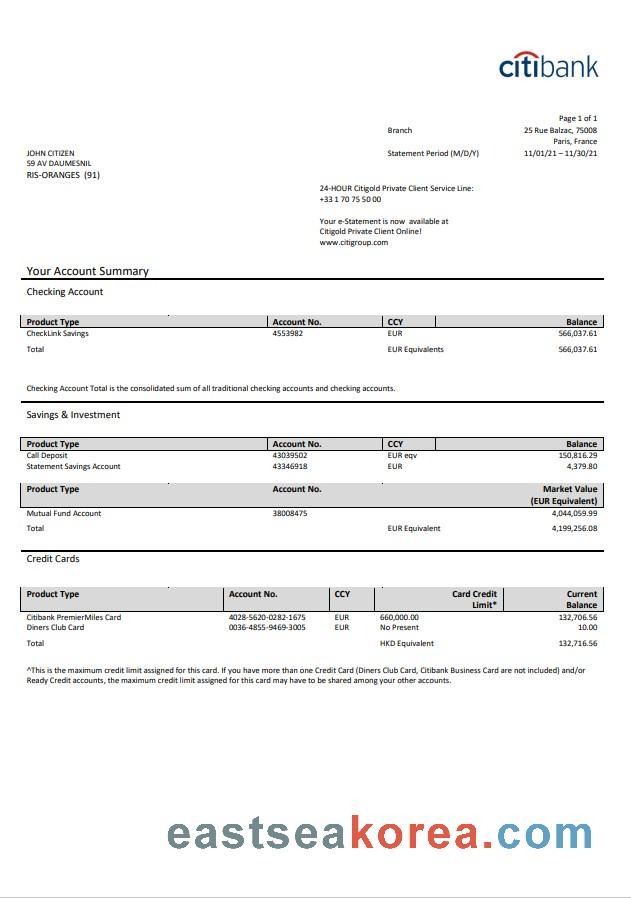 citibank
Page 1 of 1
Branch 25 Rue Balzac, 75008
Paris, France
JOHN CITIZEN Statement Period (M/D/Y) 11/01/21 – 11/30/21
59 AV DAUMESNIL
RIS-ORANGES (91)
24-HOUR Citigold Private Client Service Line:
+33 1 70 75 50 00
Your e-Statement is now available at
Citigold Private Client Online!
www.citigroup.com
Your Account Summary
Checking Account
Product Type Account No. CCY Balance
CheckLink Savings 4553982 EUR 566,037.61
Total EUR Equivalents 566,037.61
Checking Account Total is the consolidated sum of all traditional checking accounts and checking accounts.
Savings & Investment
Product Type Account No. CCY Balance
Call Deposit 43039502 EUR eqv 150,816.29
Statement Savings Account 43346918 EUR 4,379.80
Product Type Account No. Market Value
(EUR Equivalent)
Mutual Fund Account 38008475 4,044,059.99
Total EUR Equivalent 4,199,256.08
Credit Cards
Product Type Account No. CCY Card Credit Current
Limit* Balance
Citibank PremierMiles Card 4028-5620-0282-1675 EUR 660,000.00 132,706.56
Diners Club Card 0036-4855-9469-3005 EUR No Present 10.00
Total HKD Equivalent 132,716.56
^This is the maximum credit limit assigned for this card. If you have more than one Credit Card (Diners Club Card, Citibank Business Card are not included) and/or
Ready Credit accounts, the maximum credit limit assigned for this card may have to be shared among your other accounts.
eastseakorea.com